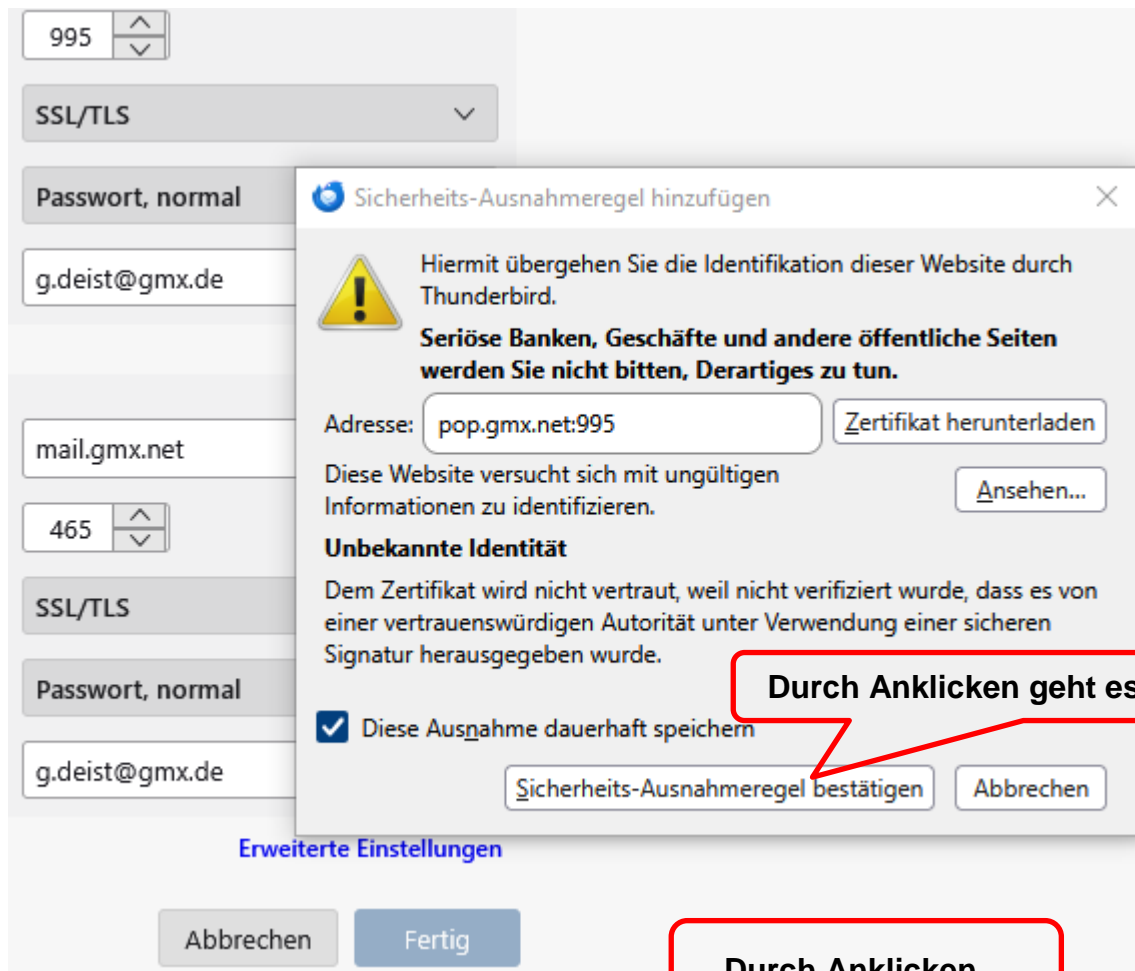 995
SSL/TLS
Passwort, normal
g.deist@gmx.de
mail.gmx.net
465
SSL/TLS
Passwort, normal
g.deist@gmx.de
Erweiterte Einstellungen
Abbrechen
Fertig
Sicherheits-Ausnahmeregel hinzufügen
Hiermit übergehen Sie die Identifikation dieser Website durch
Thunderbird.
Seriöse Banken, Geschäfte und andere öffentliche Seiten
werden Sie nicht bitten, Derartiges zu tun.
Adresse: pop.gmx.net:995 Zertifikat herunterladen
Diese Website versucht sich mit ungültigen
Informationen zu identifizieren.
Ansehen...
Unbekannte Identität
Dem Zertifikat wird nicht vertraut, weil nicht verifiziert wurde, dass es von
einer vertrauenswürdigen Autorität unter Verwendung einer sicheren
Signatur herausgegeben wurde.
Durch Anklicken geht es
Diese Ausnahme dauerhaft speichern
Sicherheits-Ausnahmeregel bestätigen Abbrechen
Durch Anklicken